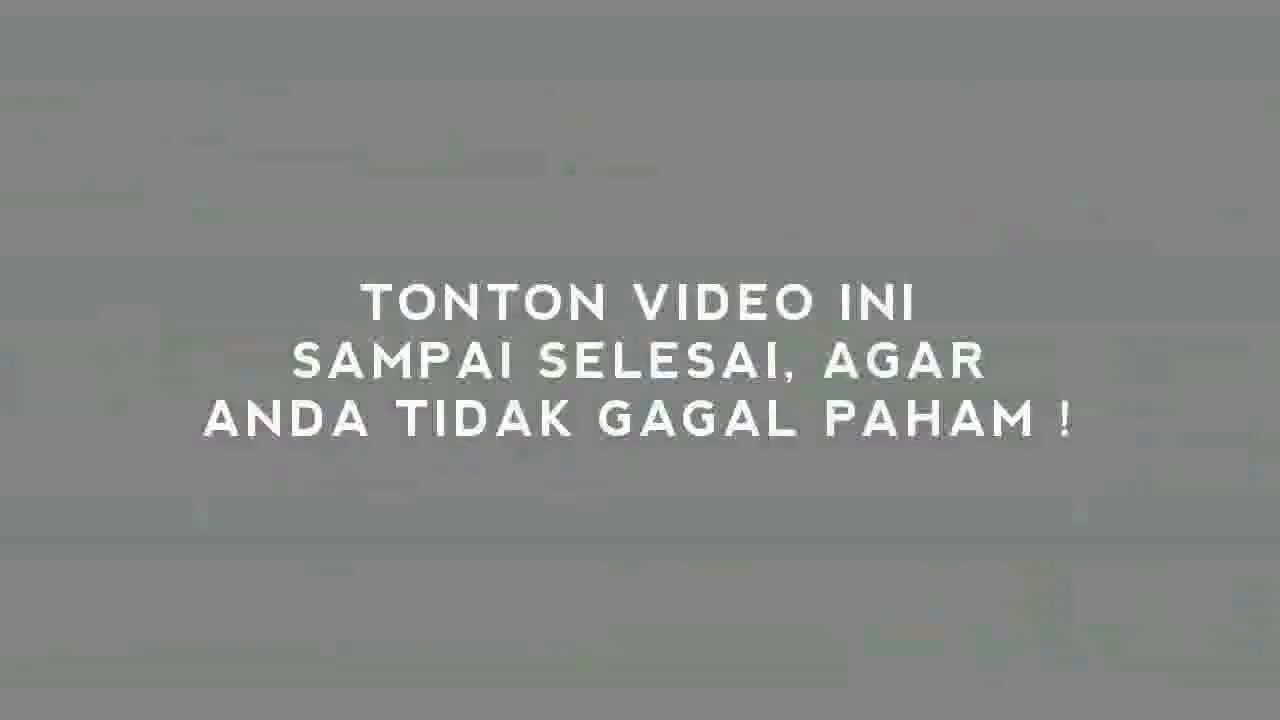 TONTON VIDEO INI
SAMPAI SELESAI, AGAR
ANDA TIDAK GAGAL PAHAM !